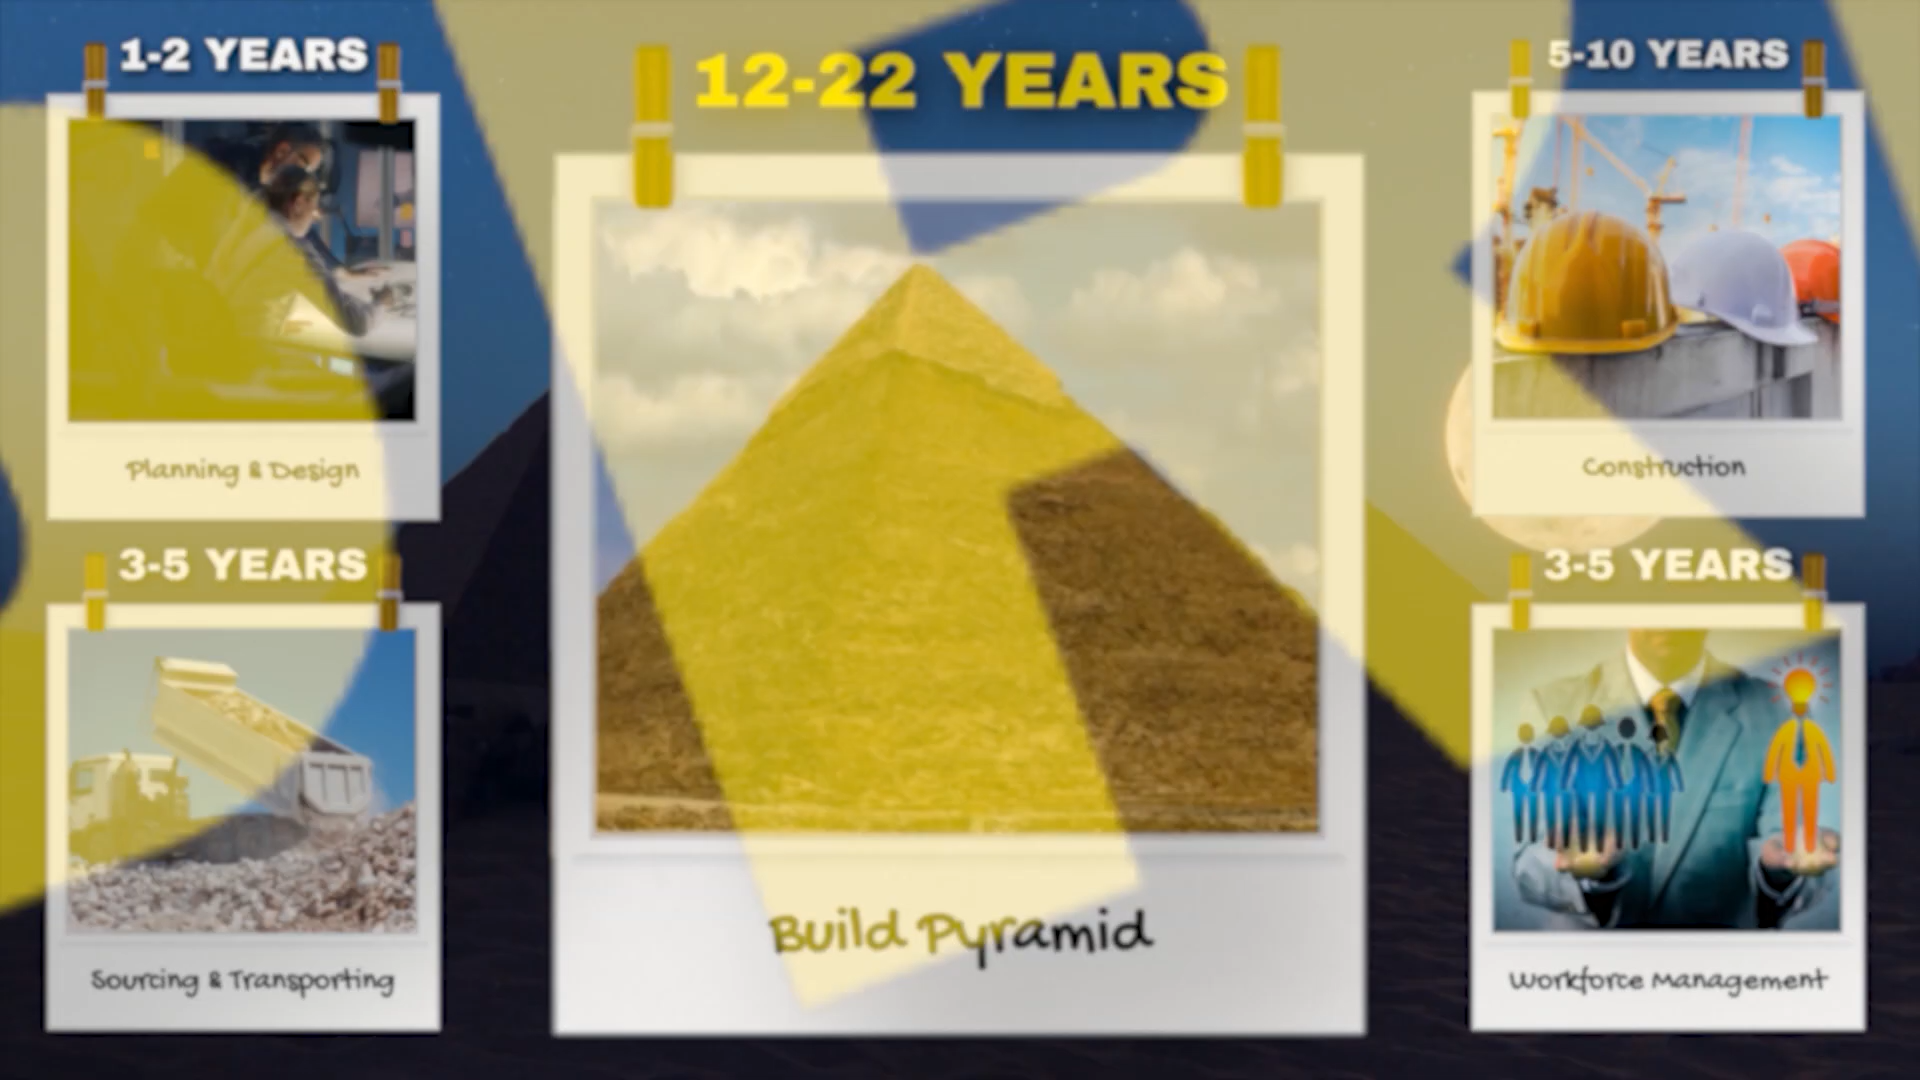 1-2 YEARS
Planning & Design
3-5 YEARS
Sourcing & Transporting
12-22 YEARS
Build Pyramid
5-10 YEARS
Construction
3-5 YEARS
Workforce Management